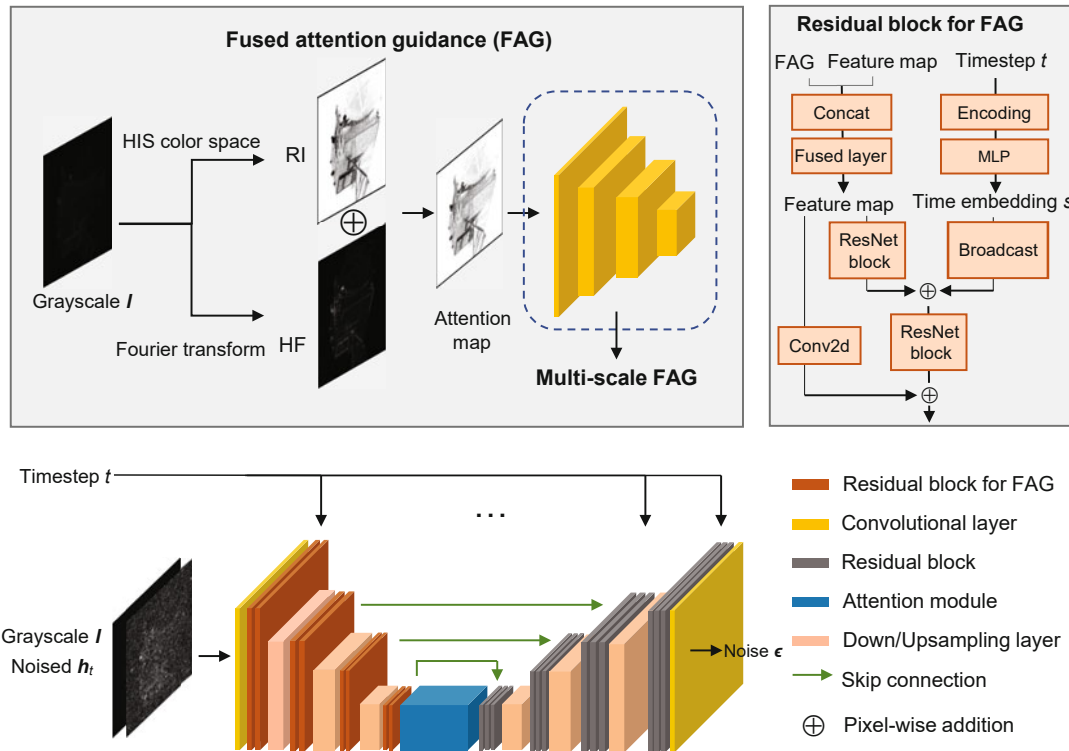 Fused attention guidance (FAG)
HIS color space
RI
Grayscale I
Fourier transform
HF
Attention
map
Multi-scale FAG
Residual block for FAG
FAG
Feature map
Timestep t
Concat
Encoding
Fused layer
MLP
Feature map
Time embedding s
ResNet
block
Broadcast
Conv2d
ResNet
block
Timestep t
...
Grayscale I
Noised h_t
Noise ϵ
Residual block for FAG
Convolutional layer
Residual block
Attention module
Down/Upsampling layer
Skip connection
Pixel-wise addition